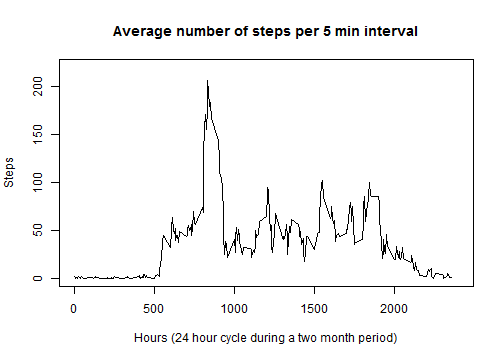 Average number of steps per 5 min interval
Steps
200
150
100
50
0
0 500 1000 1500 2000
Hours (24 hour cycle during a two month period)